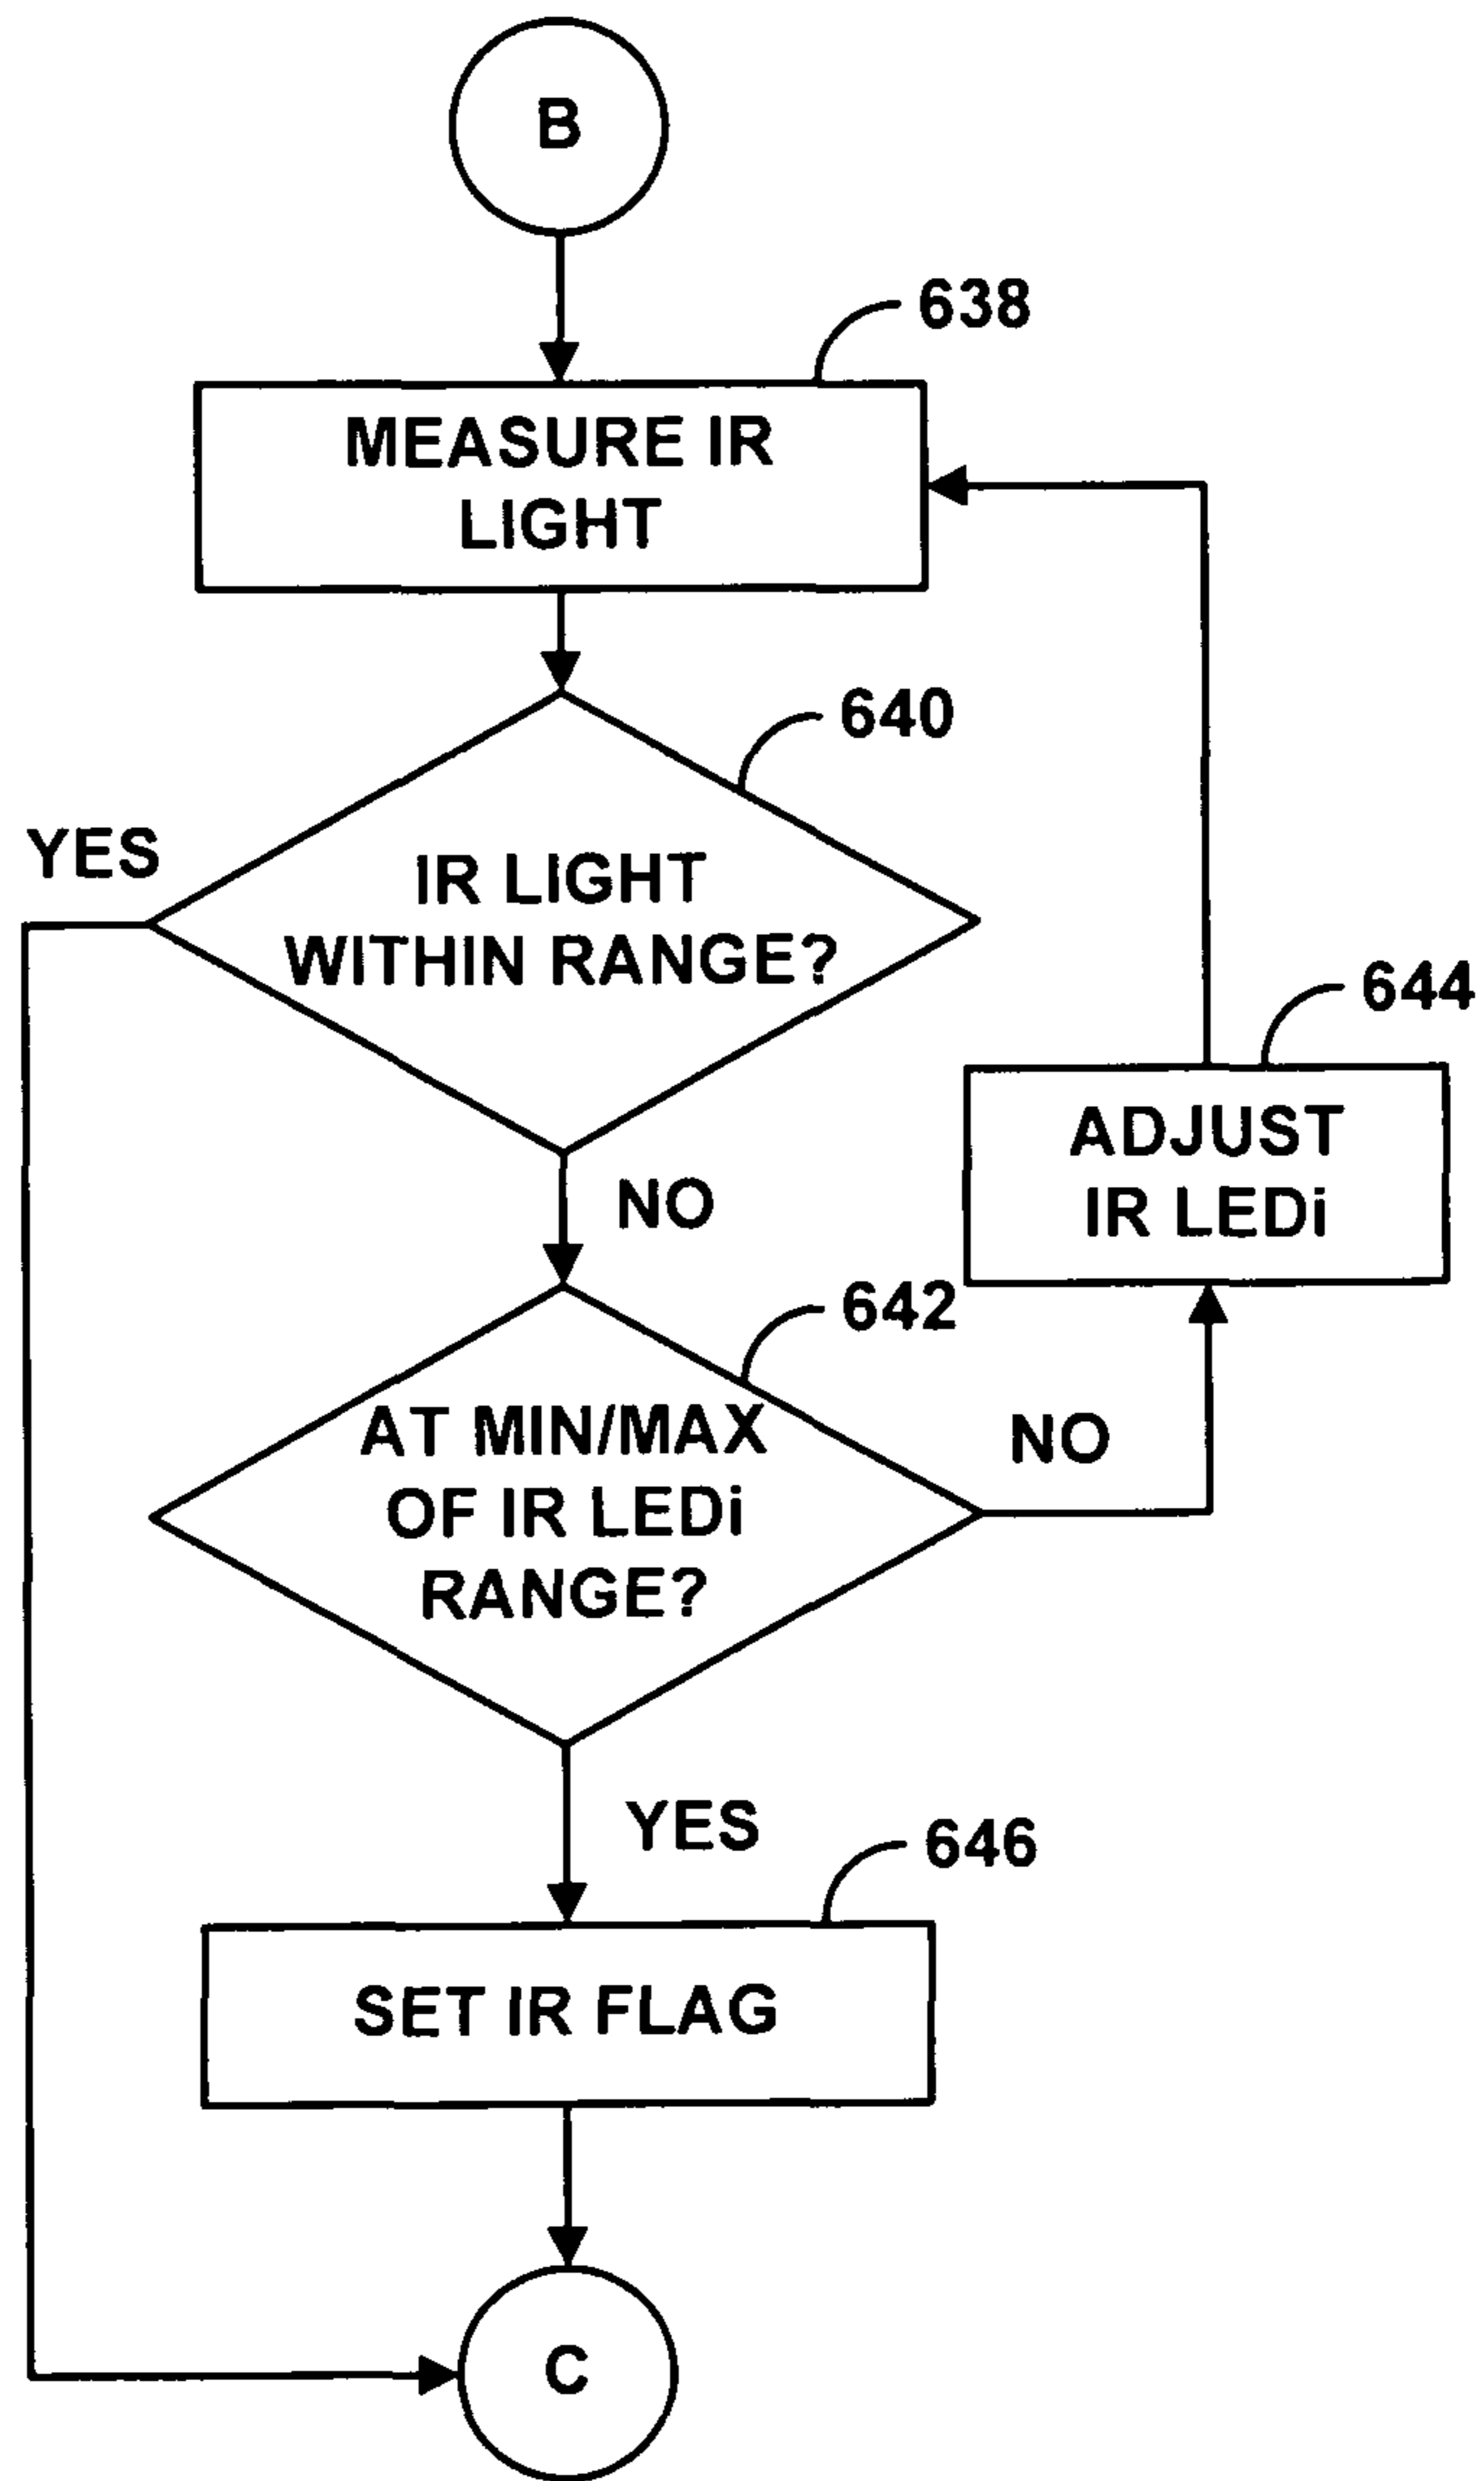 B
638
MEASURE IR
LIGHT
640
YES
IR LIGHT
WITHIN RANGE?
644
ADJUST
IR LEDi
NO
642
AT MIN/MAX
OF IR LEDi
RANGE?
NO
YES
646
SET IR FLAG
C